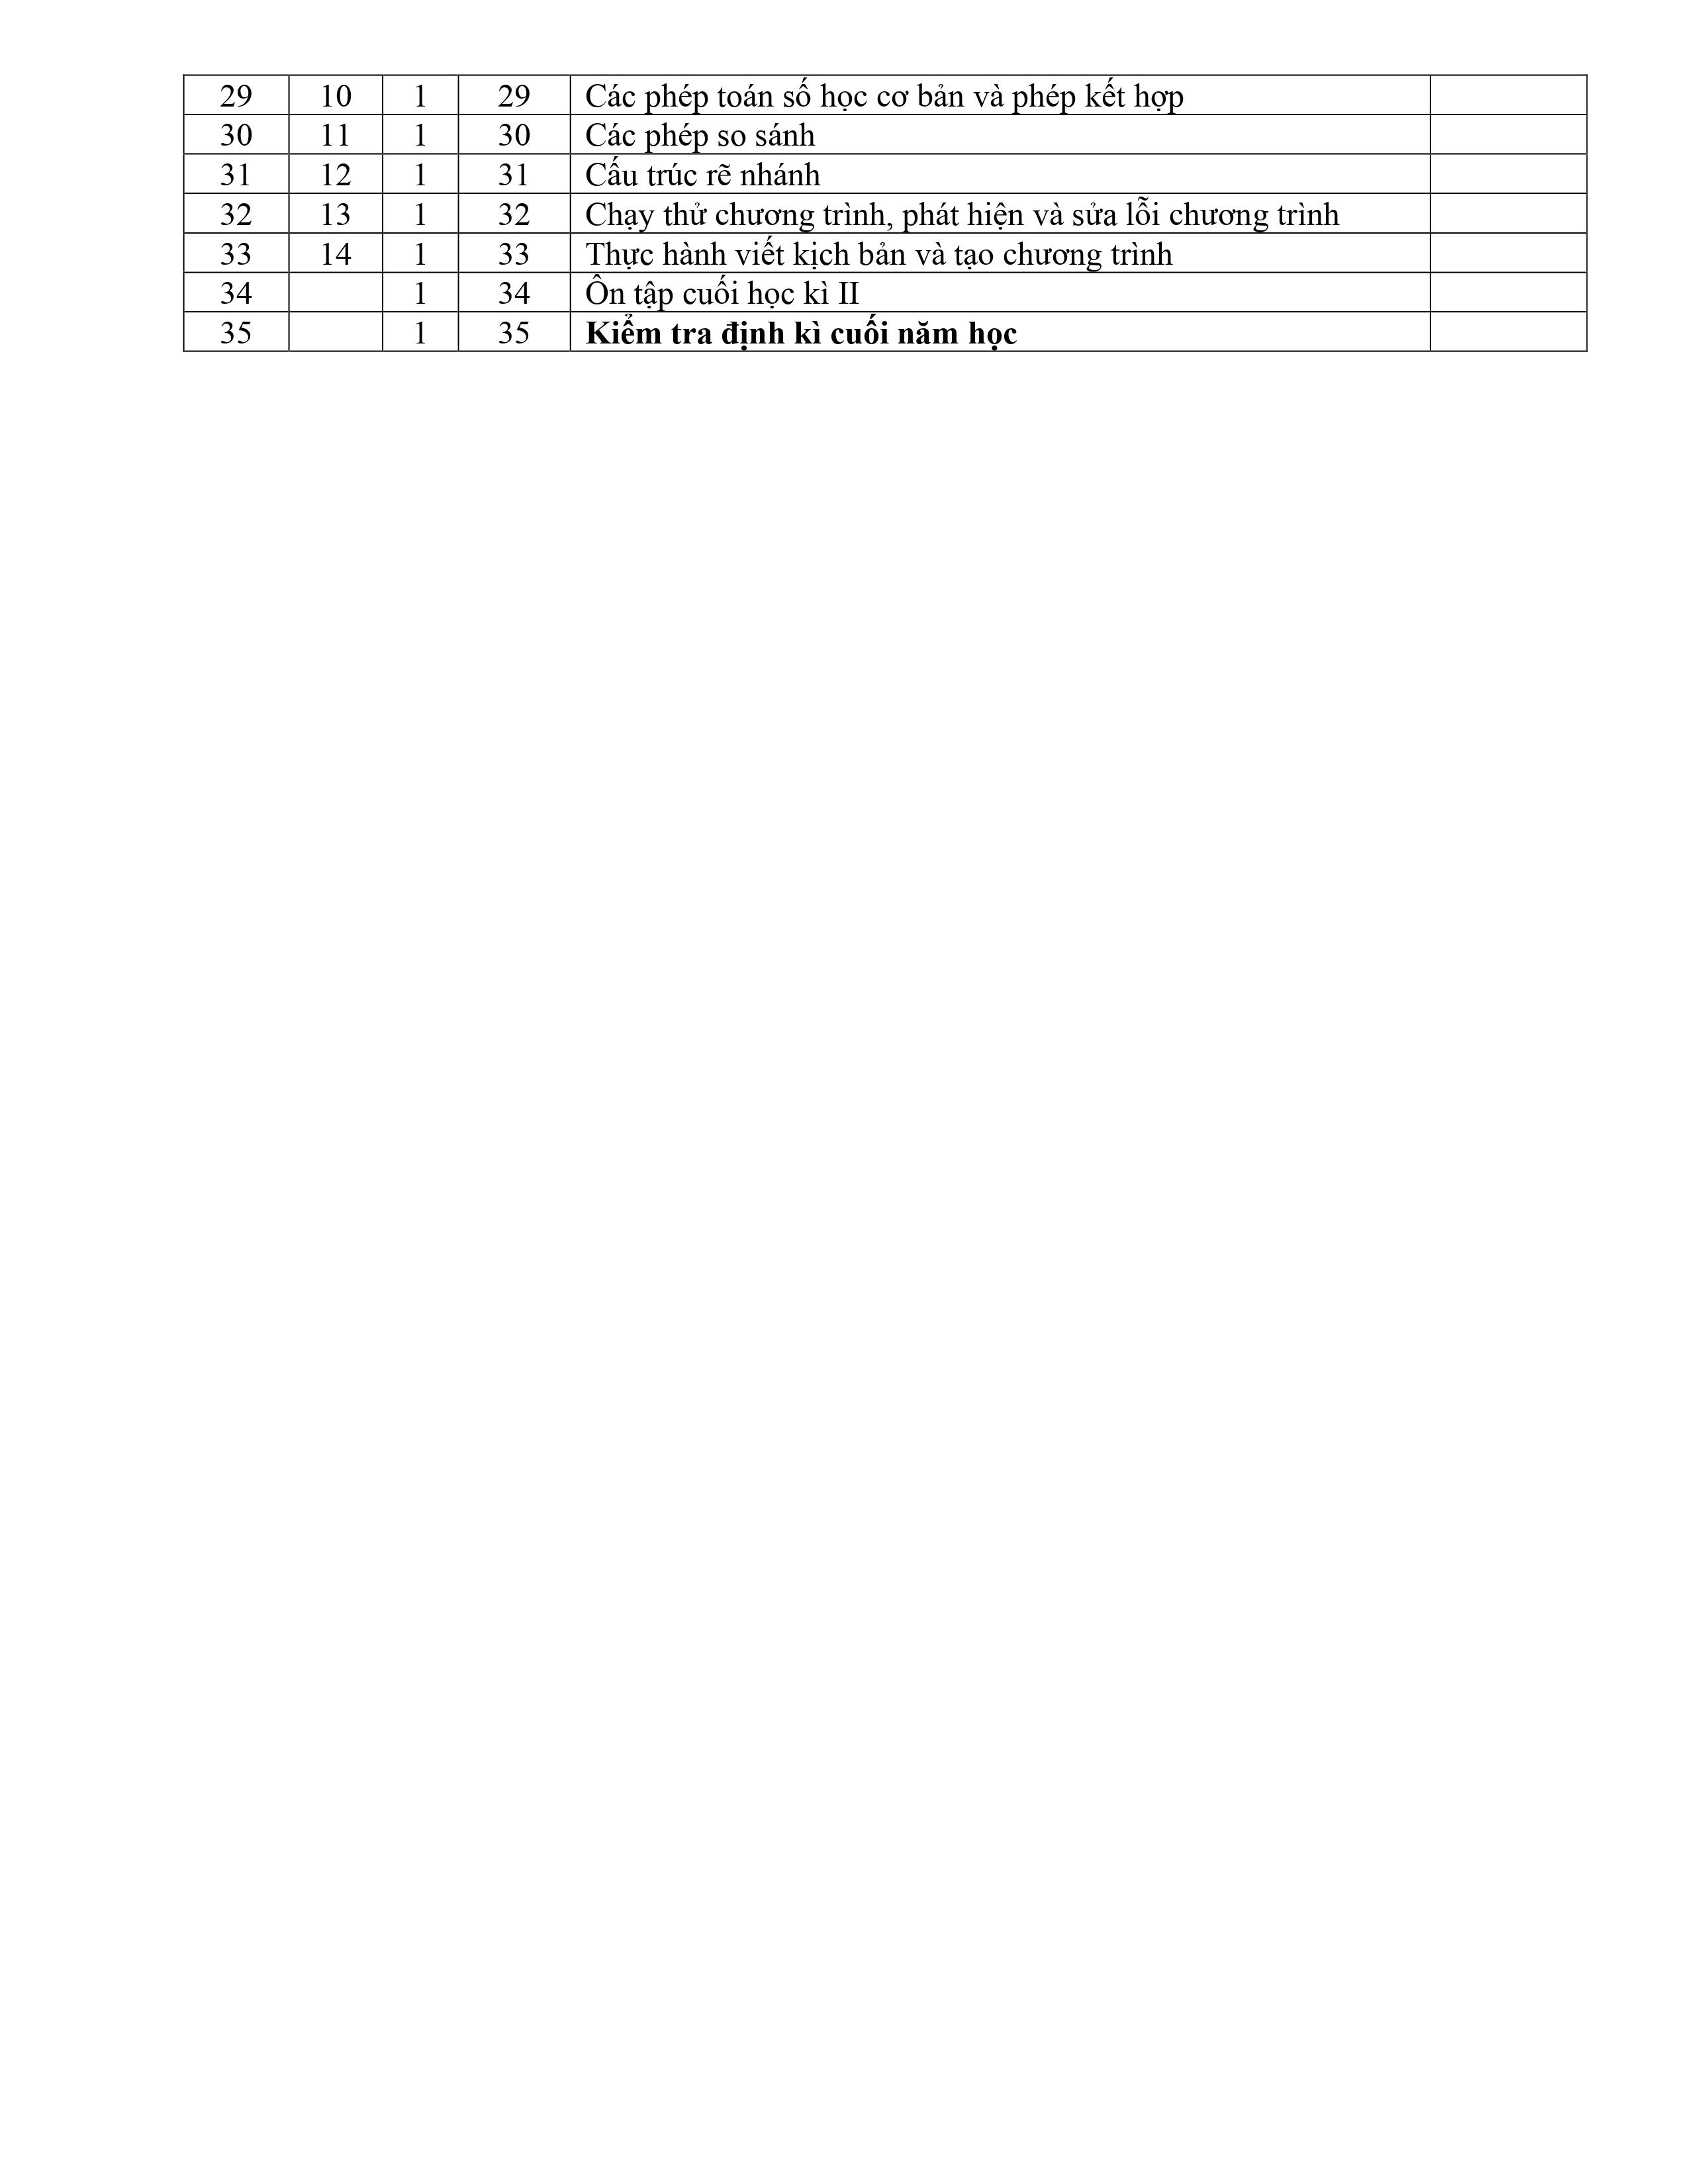 29 10 1 29 Các phép toán số học cơ bản và phép kết hợp
30 11 1 30 Các phép so sánh
31 12 1 31 Cấu trúc rẽ nhánh
32 13 1 32 Chạy thử chương trình, phát hiện và sửa lỗi chương trình
33 14 1 33 Thực hành viết kịch bản và tạo chương trình
34 1 34 Ôn tập cuối học kì II
35 1 35 Kiểm tra định kì cuối năm học